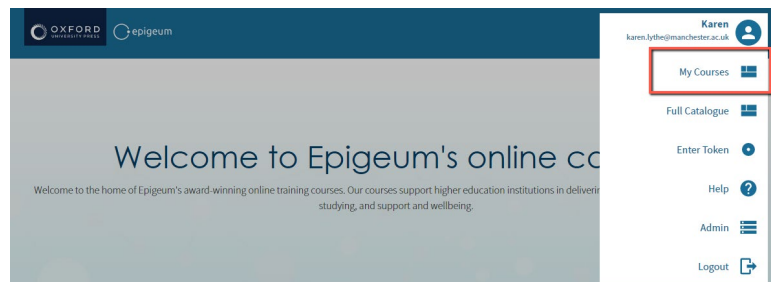 OXFORD
UNIVERSITY PRESS
epigeum
Karen
karen.lythe@manchester.ac.uk
My Courses
Full Catalogue
Enter Token
Help
Admin
Logout
Welcome to Epigeum's online co
Welcome to the home of Epigeum's award-winning online training courses. Our courses support higher education institutions in deliverin
studying, and support and wellbeing.